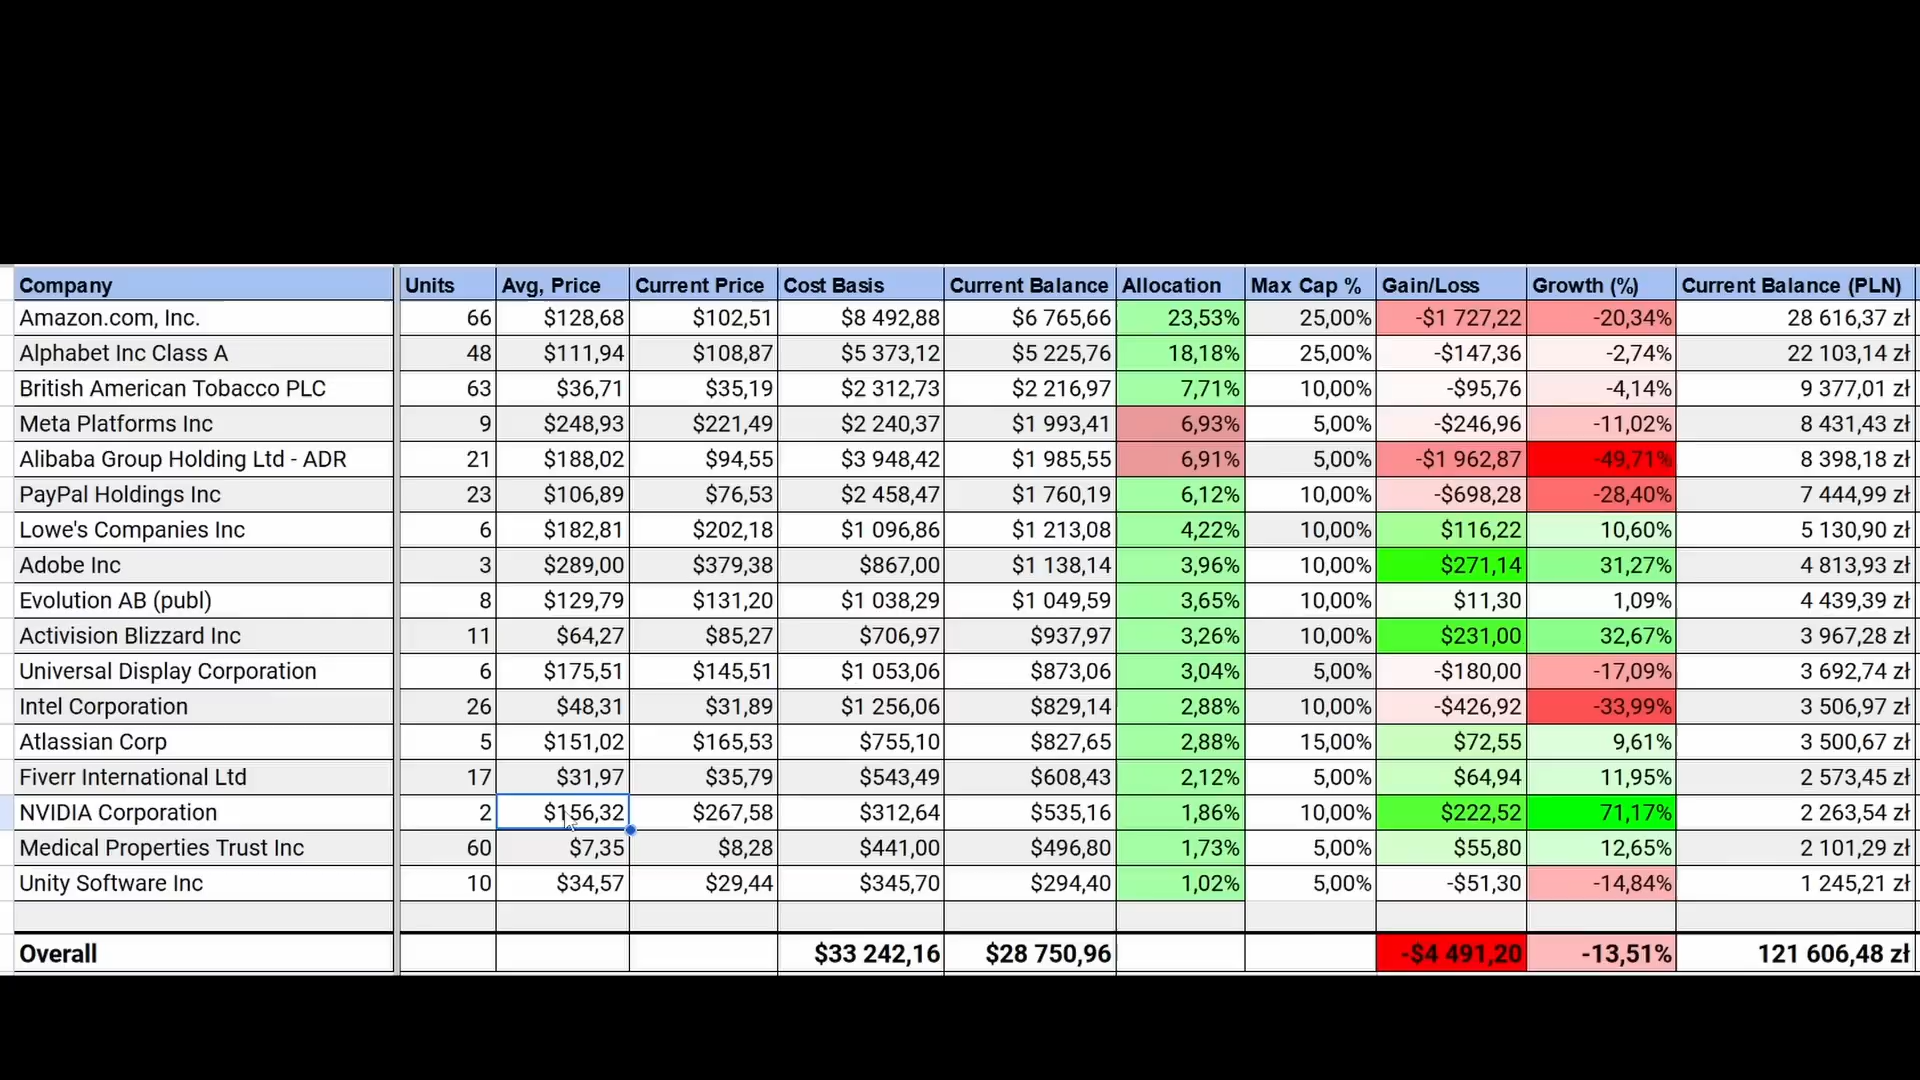 Company Units Avg, Price Current Price Cost Basis Current Balance Allocation Max Cap % Gain/Loss Growth (%) Current Balance (PLN)
Amazon.com, Inc. 66 $128,68 $102,51 $8 492,88 $6 765,66 23,53% 25,00% -$1 727,22 -20,34% 28 616,37 zł
Alphabet Inc Class A 48 $111,94 $108,87 $5 373,12 $5 225,76 18,18% 25,00% -$147,36 -2,74% 22 103,14 zł
British American Tobacco PLC 63 $36,71 $35,19 $2 312,73 $2 216,97 7,71% 10,00% -$95,76 -4,14% 9 377,01 zł
Meta Platforms Inc 9 $248,93 $221,49 $2 240,37 $1 993,41 6,93% 5,00% -$246,96 -11,02% 8 431,43 zł
Alibaba Group Holding Ltd - ADR 21 $188,02 $94,55 $3 948,42 $1 985,55 6,91% 5,00% -$1 962,87 -49,71% 8 398,18 zł
PayPal Holdings Inc 23 $106,89 $76,53 $2 458,47 $1 760,19 6,12% 10,00% -$698,28 -28,40% 7 444,99 zł
Lowe's Companies Inc 6 $182,81 $202,18 $1 096,86 $1 213,08 4,22% 10,00% $116,22 10,60% 5 130,90 zł
Adobe Inc 3 $289,00 $379,38 $867,00 $1 138,14 3,96% 10,00% $271,14 31,27% 4 813,93 zł
Evolution AB (publ) 8 $129,79 $131,20 $1 038,29 $1 049,59 3,65% 10,00% $11,30 1,09% 4 439,39 zł
Activision Blizzard Inc 11 $64,27 $85,27 $706,97 $937,97 3,26% 10,00% $231,00 32,67% 3 967,28 zł
Universal Display Corporation 6 $175,51 $145,51 $1 053,06 $873,06 3,04% 5,00% -$180,00 -17,09% 3 692,74 zł
Intel Corporation 26 $48,31 $31,89 $1 256,06 $829,14 2,88% 10,00% -$426,92 -33,99% 3 506,97 zł
Atlassian Corp 5 $151,02 $165,53 $755,10 $827,65 2,88% 15,00% $72,55 9,61% 3 500,67 zł
Fiverr International Ltd 17 $31,97 $35,79 $543,49 $608,43 2,12% 5,00% $64,94 11,95% 2 573,45 zł
NVIDIA Corporation 2 $156,32 $267,58 $312,64 $535,16 1,86% 10,00% $222,52 71,17% 2 263,54 zł
Medical Properties Trust Inc 60 $7,35 $8,28 $441,00 $496,80 1,73% 5,00% $55,80 12,65% 2 101,29 zł
Unity Software Inc 10 $34,57 $29,44 $345,70 $294,40 1,02% 5,00% -$51,30 -14,84% 1 245,21 zł
Overall $33 242,16 $28 750,96 -$4 491,20 -13,51% 121 606,48 zł